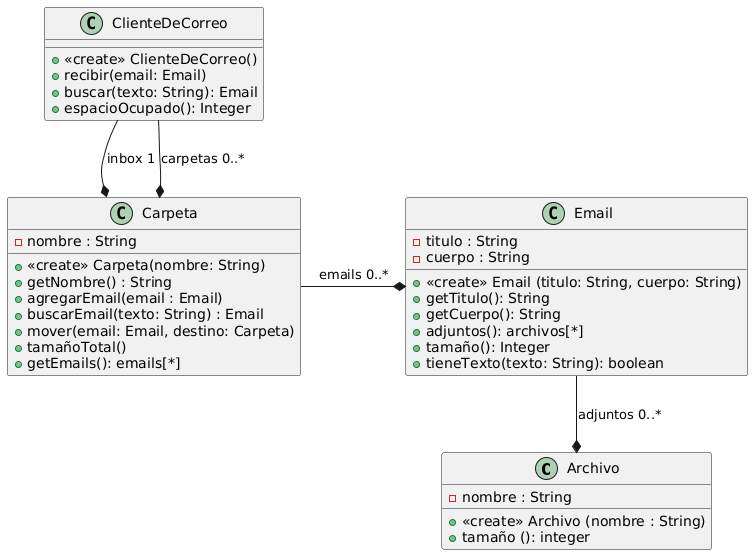 C ClienteDeCorreo
«create» ClienteDeCorreo()
recibir(email: Email)
buscar(texto: String): Email
espacioOcupado(): Integer
inbox 1
carpetas 0..*
C Carpeta
nombre : String
«create» Carpeta(nombre: String)
getNombre() : String
agregarEmail(email : Email)
buscarEmail(texto: String) : Email
mover(email: Email, destino: Carpeta)
tamañoTotal()
getEmails(): emails[*]
emails 0..*
C Email
titulo : String
cuerpo : String
«create» Email (titulo: String, cuerpo: String)
getTitulo(): String
getCuerpo(): String
adjuntos(): archivos[*]
tamaño(): Integer
tieneTexto(texto: String): boolean
adjuntos 0..*
C Archivo
nombre : String
«create» Archivo (nombre : String)
tamaño (): integer